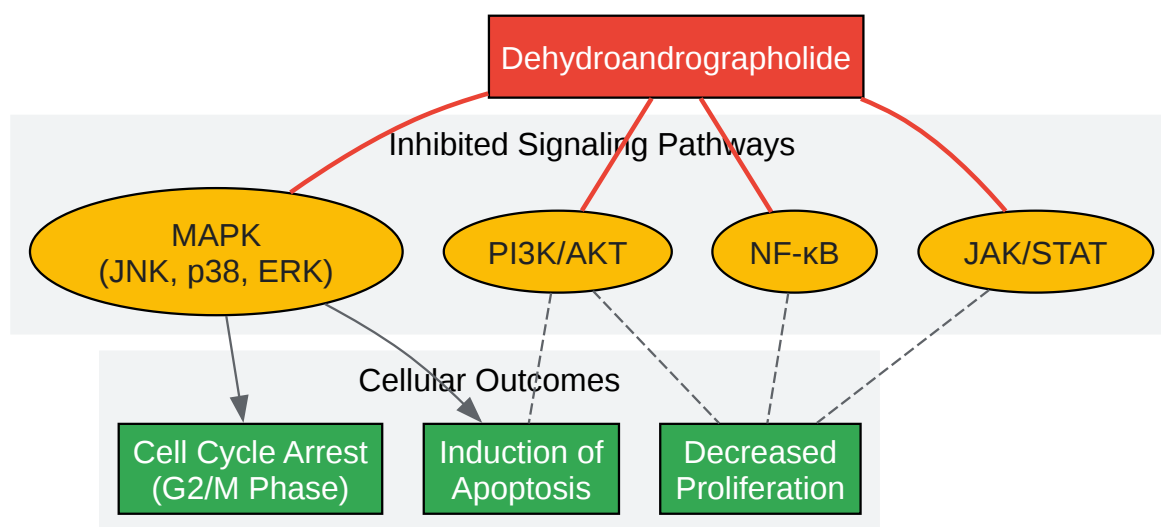 Dehydroandrographolide
Inhibited Signaling Pathways
MAPK
(JNK, p38, ERK)
PI3K/AKT
NF-κB
JAK/STAT
Cellular Outcomes
Cell Cycle Arrest
(G2/M Phase)
Induction of
Apoptosis
Decreased
Proliferation